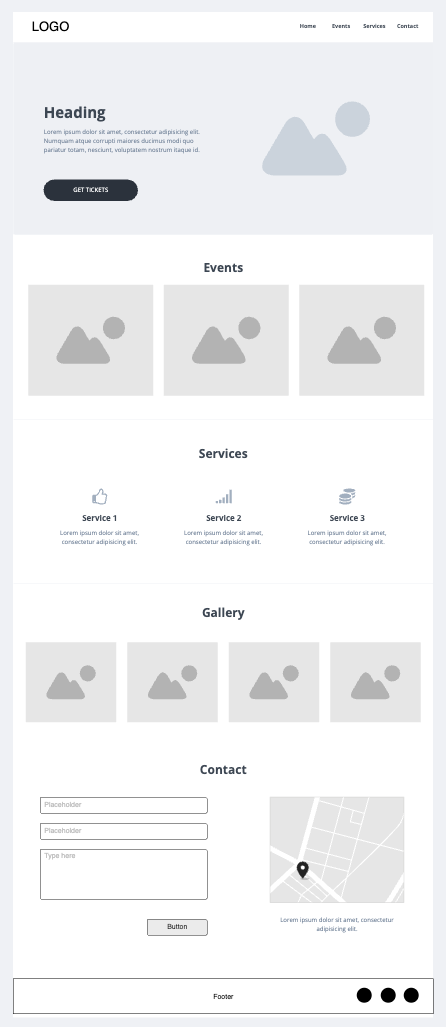 LOGO
Home Events Services Contact
Heading
Lorem ipsum dolor sit amet, consectetur adipisicing elit.
Numquam atque corrupti maiores ducimus modi quo
pariatur totam, nesciunt, voluptatem nostrum itaque id.
GET TICKETS
Events
Services
Service 1
Lorem ipsum dolor sit amet,
consectetur adipisicing elit.
Service 2
Lorem ipsum dolor sit amet,
consectetur adipisicing elit.
Service 3
Lorem ipsum dolor sit amet,
consectetur adipisicing elit.
Gallery
Contact
Placeholder
Placeholder
Type here
Button
Lorem ipsum dolor sit amet, consectetur
adipisicing elit.
Footer